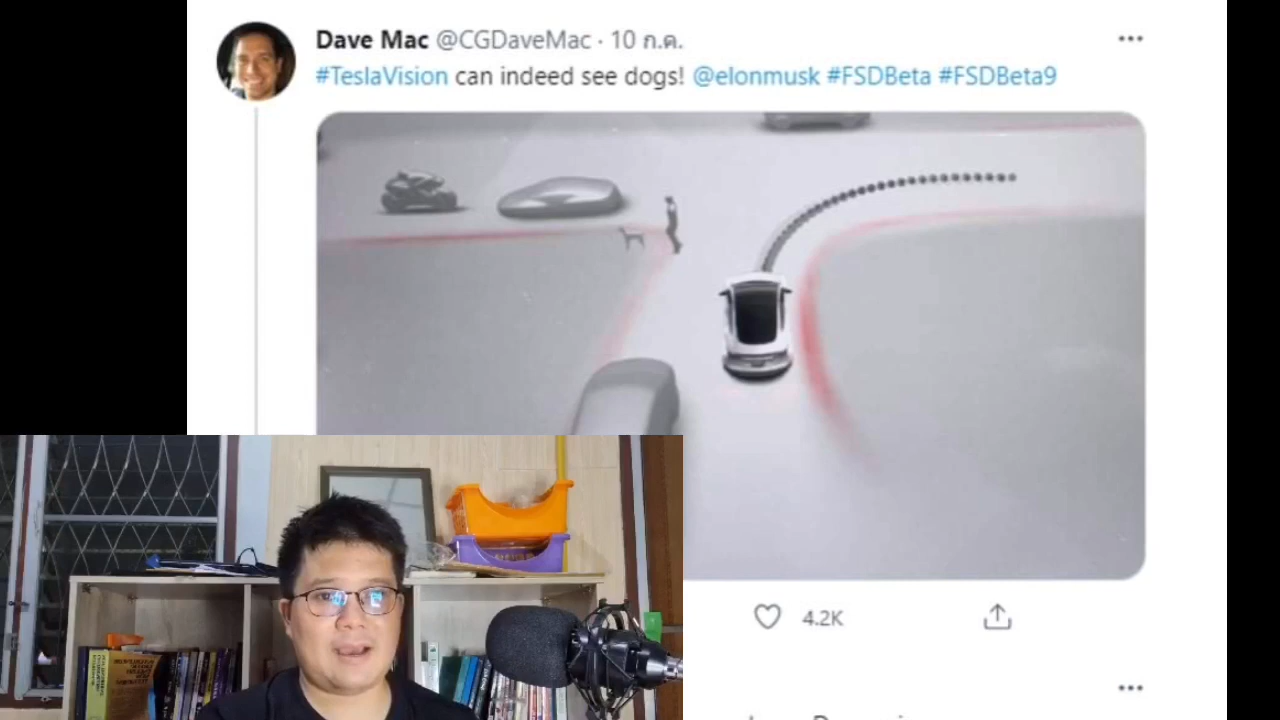 Dave Mac @CGDaveMac · 10 ก.ค.
#TeslaVision can indeed see dogs! @elonmusk #FSDBeta #FSDBeta9
4.2K